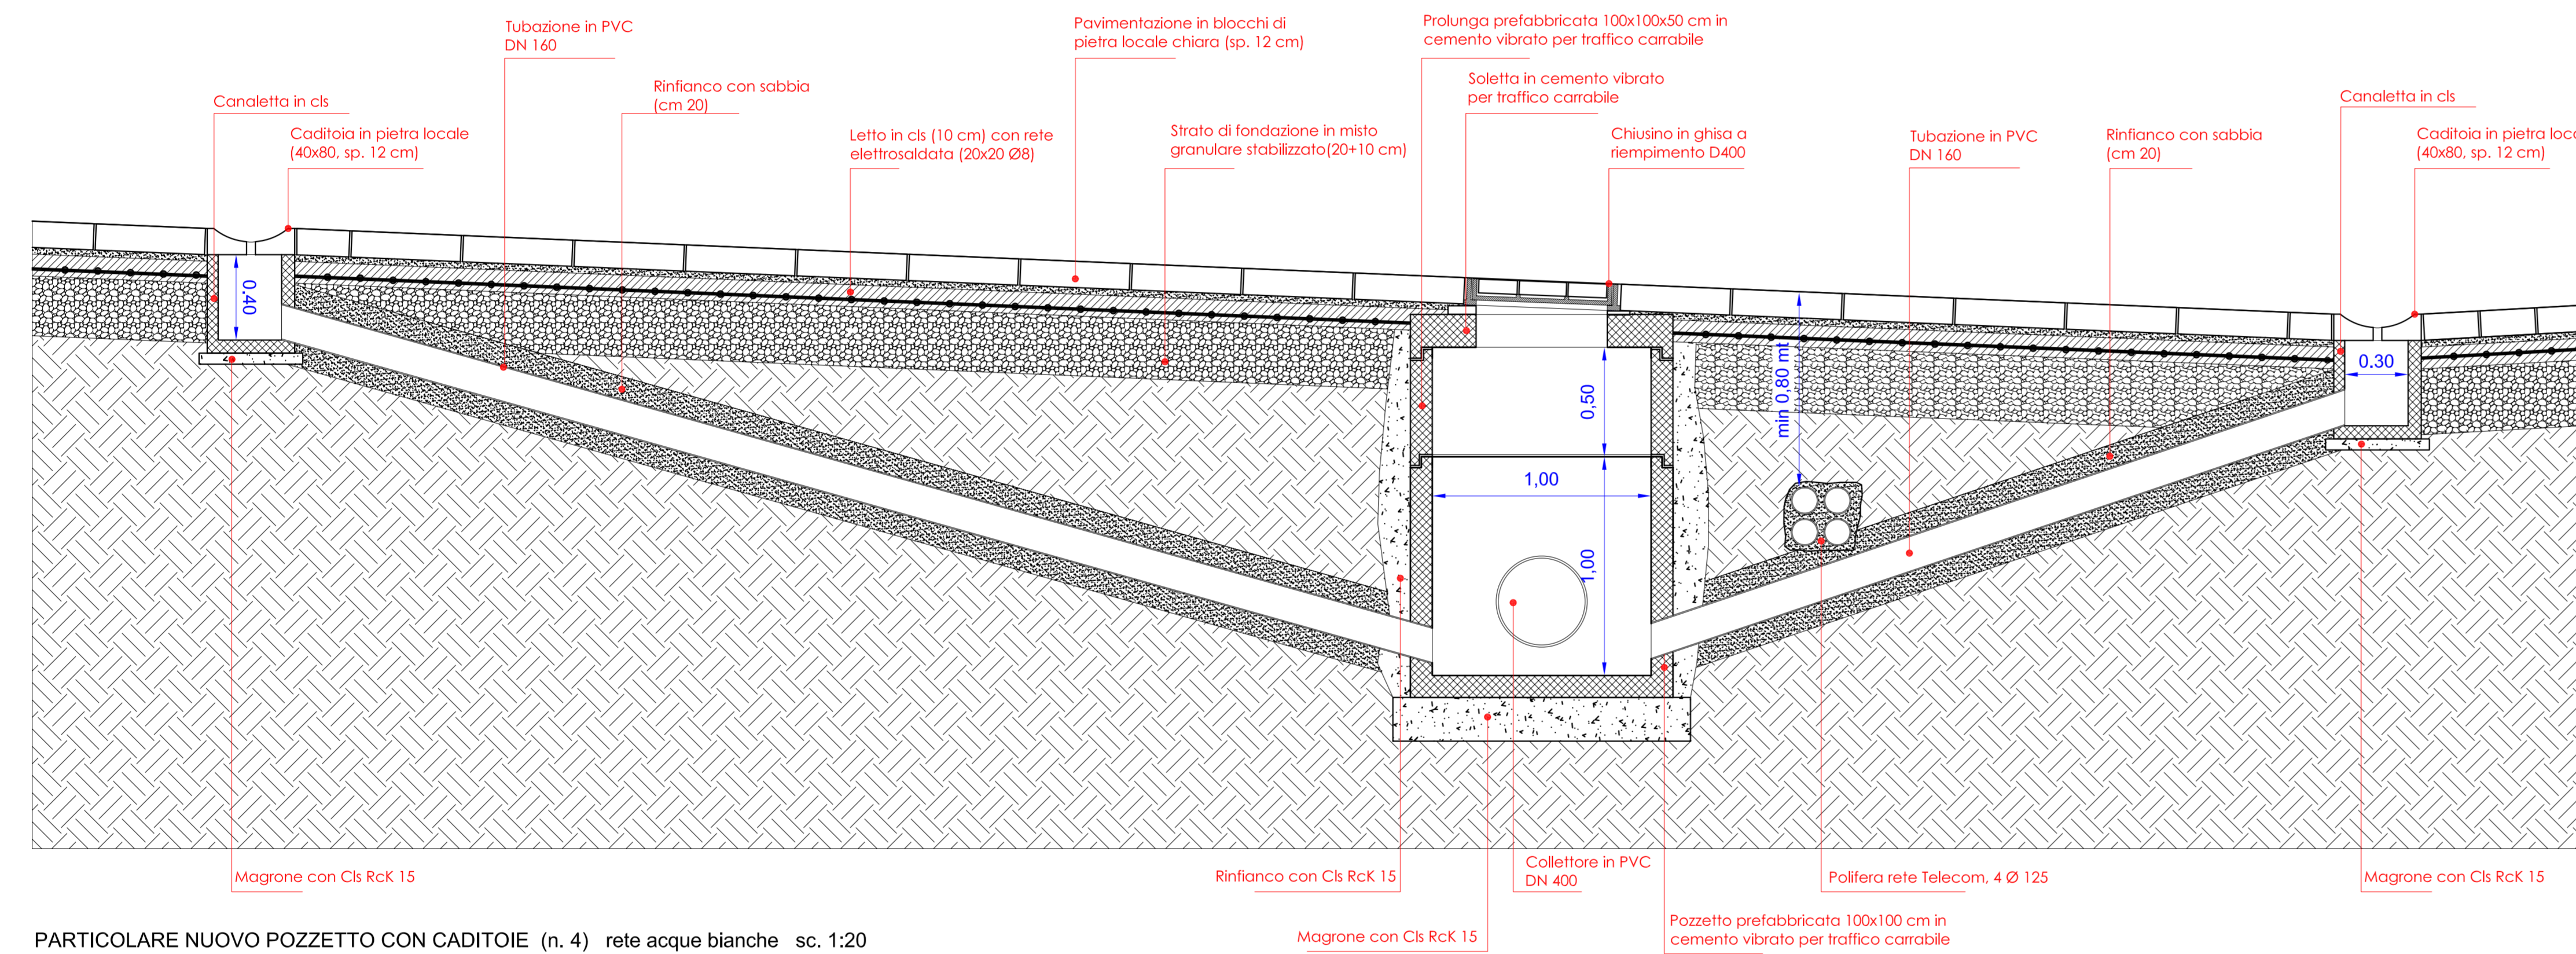 Tubazione in PVC
DN 160
Pavimentazione in blocchi di
pietra locale chiara (sp. 12 cm)
Prolunga prefabbricata 100x100x50 cm in
cemento vibrato per traffico carrabile
Canaletta in cls
Rinfianco con sabbia
(cm 20)
Soletta in cemento vibrato
per traffico carrabile
Canaletta in cls
Caditoia in pietra locale
(40x80, sp. 12 cm)
Letto in cls (10 cm) con rete
elettrosaldata (20x20 Ø8)
Strato di fondazione in misto
granulare stabilizzato(20+10 cm)
Chiusino in ghisa a
riempimento D400
Tubazione in PVC
DN 160
Rinfianco con sabbia
(cm 20)
Caditoia in pietra loca
(40x80, sp. 12 cm)
0.40
0,50
min 0,80 mt
0.30
1,00
1,00
Magrone con Cls RcK 15
Rinfianco con Cls RcK 15
Collettore in PVC
DN 400
Polifera rete Telecom, 4 Ø 125
Magrone con Cls RcK 15
Magrone con Cls RcK 15
Pozzetto prefabbricata 100x100 cm in
cemento vibrato per traffico carrabile
PARTICOLARE NUOVO POZZETTO CON CADITOIE (n. 4) rete acque bianche sc. 1:20